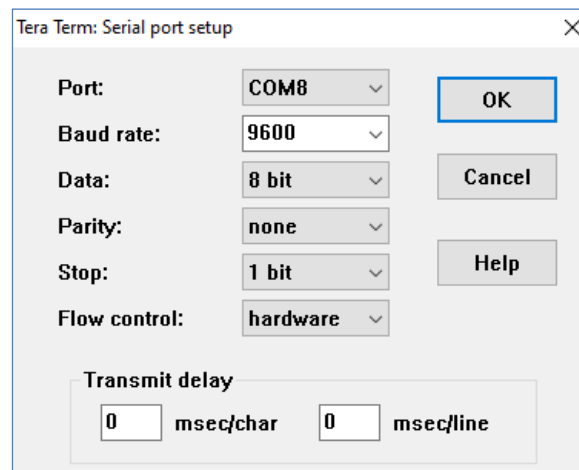 Tera Term: Serial port setup
Port: COM8
OK
Baud rate: 9600
Data: 8 bit
Cancel
Parity: none
Stop: 1 bit
Help
Flow control: hardware
Transmit delay
0 msec/char 0 msec/line